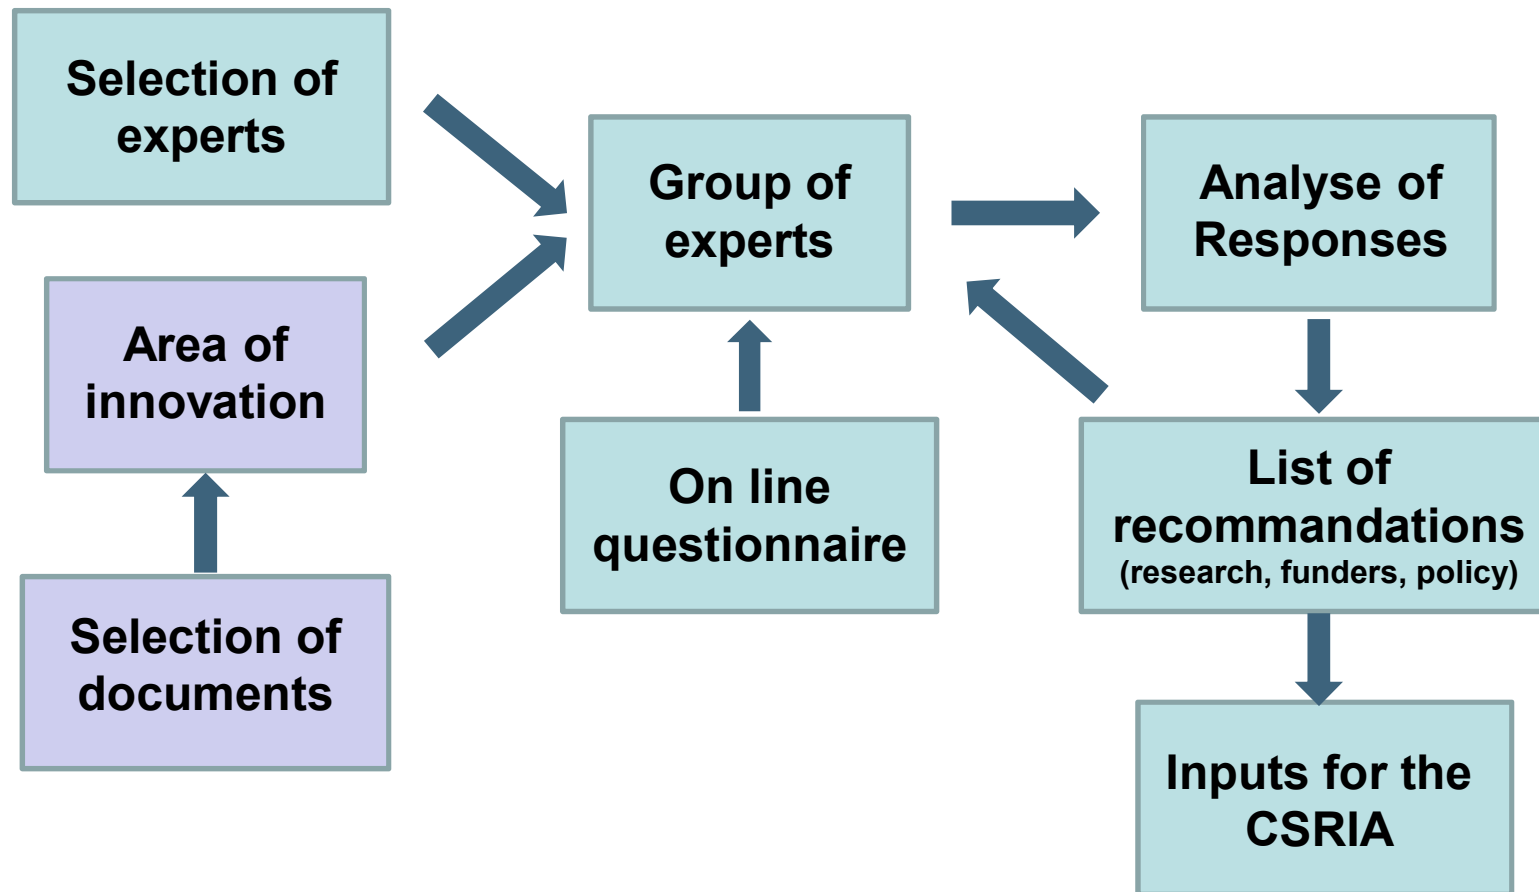 Selection of
experts
Area of
innovation
Selection of
documents
Group of
experts
On line
questionnaire
Analyse of
Responses
List of
recommandations
(research, funders, policy)
Inputs for the
CSRIA